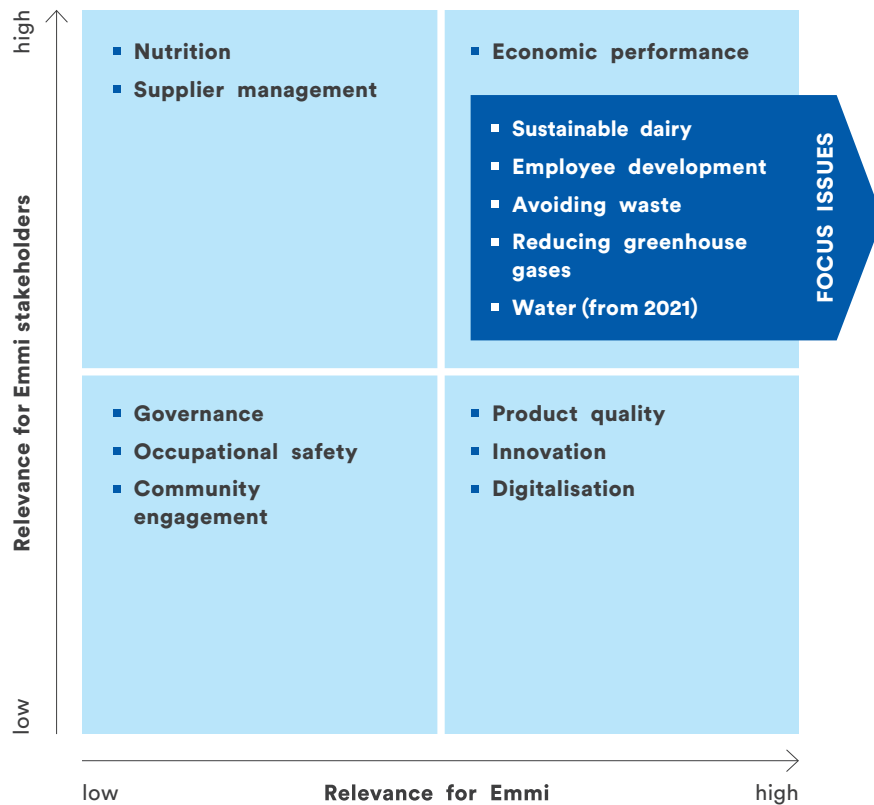 high
Relevance for Emmi stakeholders
low
Nutrition
Supplier management
Economic performance
Sustainable dairy
Employee development
Avoiding waste
Reducing greenhouse
gases
Water (from 2021)
FOCUS ISSUES
Governance
Occupational safety
Community
engagement
Product quality
Innovation
Digitalisation
low
Relevance for Emmi
high